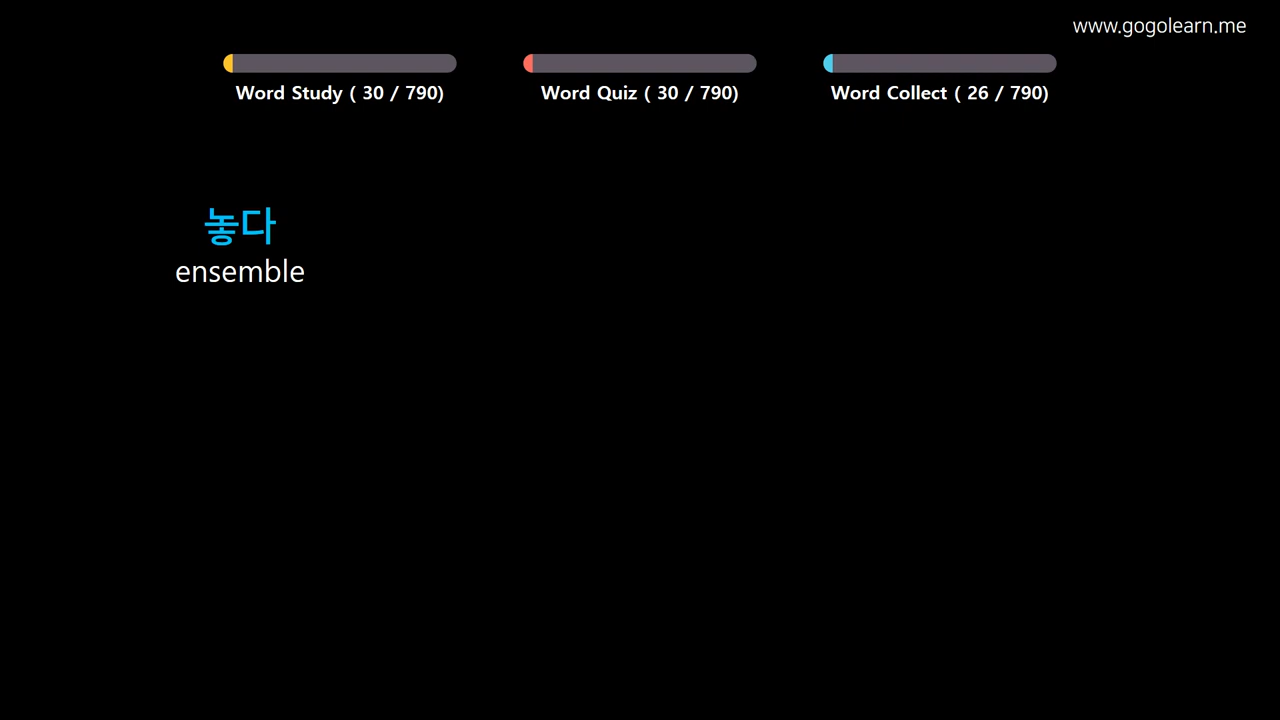 www.gogolearn.me
Word Study ( 30 / 790)
Word Quiz ( 30 / 790)
Word Collect ( 26 / 790)
놓다
ensemble